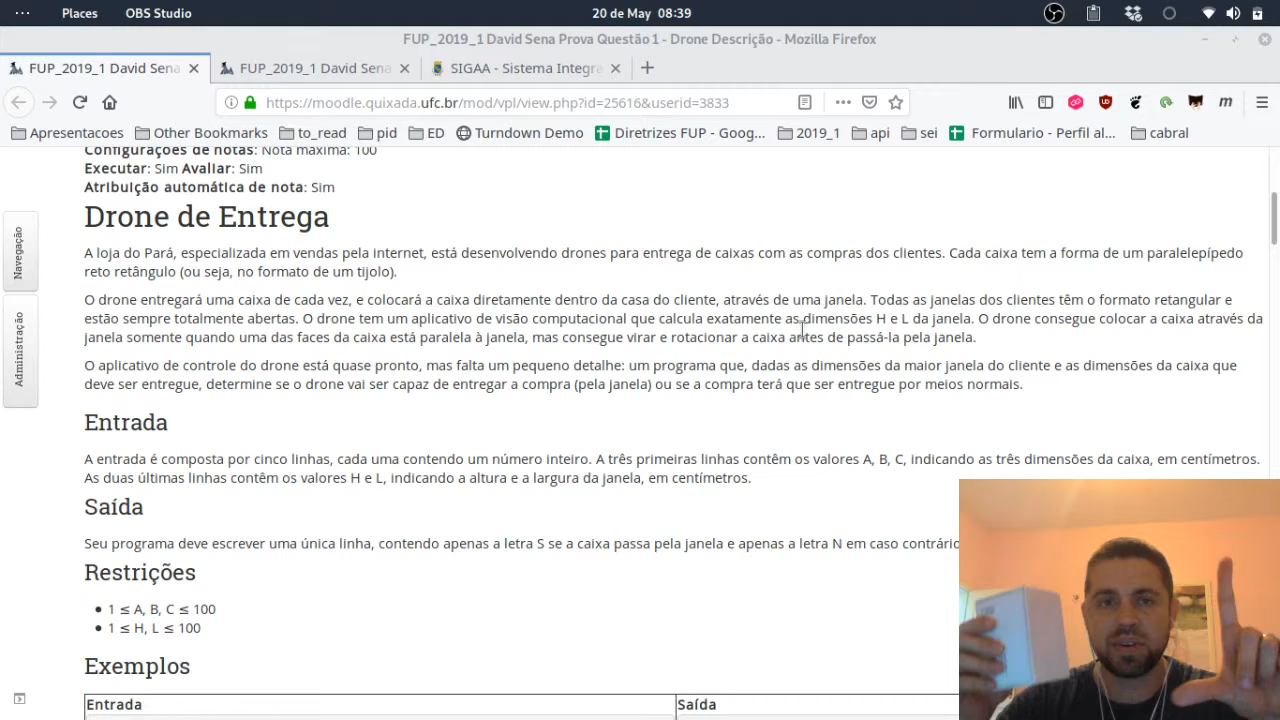 ··· Places OBS Studio 20 de May 08:39
FUP_2019_1 David Sena Prova Questão 1 - Drone Descrição - Mozilla Firefox
FUP_2019_1 David Sena FUP_2019_1 David Sena SIGAA - Sistema Integra
https://moodle.quixada.ufc.br/mod/vpl/view.php?id=25616&userid=3833
Apresentacoes Other Bookmarks to_read pid ED Turndown Demo Diretrizes FUP - Goog... 2019_1 api sei Formulario - Perfil al... cabral
Configurações de notas: Nota máxima: 100
Executar: Sim Avaliar: Sim
Atribuição automática de nota: Sim
Drone de Entrega
A loja do Pará, especializada em vendas pela internet, está desenvolvendo drones para entrega de caixas com as compras dos clientes. Cada caixa tem a forma de um paralelepípedo
reto retângulo (ou seja, no formato de um tijolo).
O drone entregará uma caixa de cada vez, e colocará a caixa diretamente dentro da casa do cliente, através de uma janela. Todas as janelas dos clientes têm o formato retangular e
estão sempre totalmente abertas. O drone tem um aplicativo de visão computacional que calcula exatamente as dimensões H e L da janela. O drone consegue colocar a caixa através da
janela somente quando uma das faces da caixa está paralela à janela, mas consegue virar e rotacionar a caixa antes de passá-la pela janela.
O aplicativo de controle do drone está quase pronto, mas falta um pequeno detalhe: um programa que, dadas as dimensões da maior janela do cliente e as dimensões da caixa que
deve ser entregue, determine se o drone vai ser capaz de entregar a compra (pela janela) ou se a compra terá que ser entregue por meios normais.
Entrada
A entrada é composta por cinco linhas, cada uma contendo um número inteiro. A três primeiras linhas contêm os valores A, B, C, indicando as três dimensões da caixa, em centímetros.
As duas últimas linhas contêm os valores H e L, indicando a altura e a largura da janela, em centímetros.
Saída
Seu programa deve escrever uma única linha, contendo apenas a letra S se a caixa passa pela janela e apenas a letra N em caso contrário
Restrições
• 1 ≤ A, B, C ≤ 100
• 1 ≤ H, L ≤ 100
Exemplos
Entrada Saída
Navegação
Administração